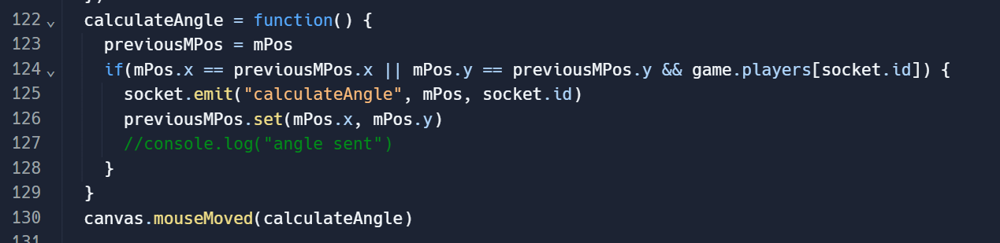 122 calculateAngle = function() {
123 previousMPos = mPos
124 if(mPos.x == previousMPos.x || mPos.y == previousMPos.y && game.players[socket.id]) {
125 socket.emit("calculateAngle", mPos, socket.id)
126 previousMPos.set(mPos.x, mPos.y)
127 //console.log("angle sent")
128 }
129 }
130 canvas.mouseMoved(calculateAngle)
131